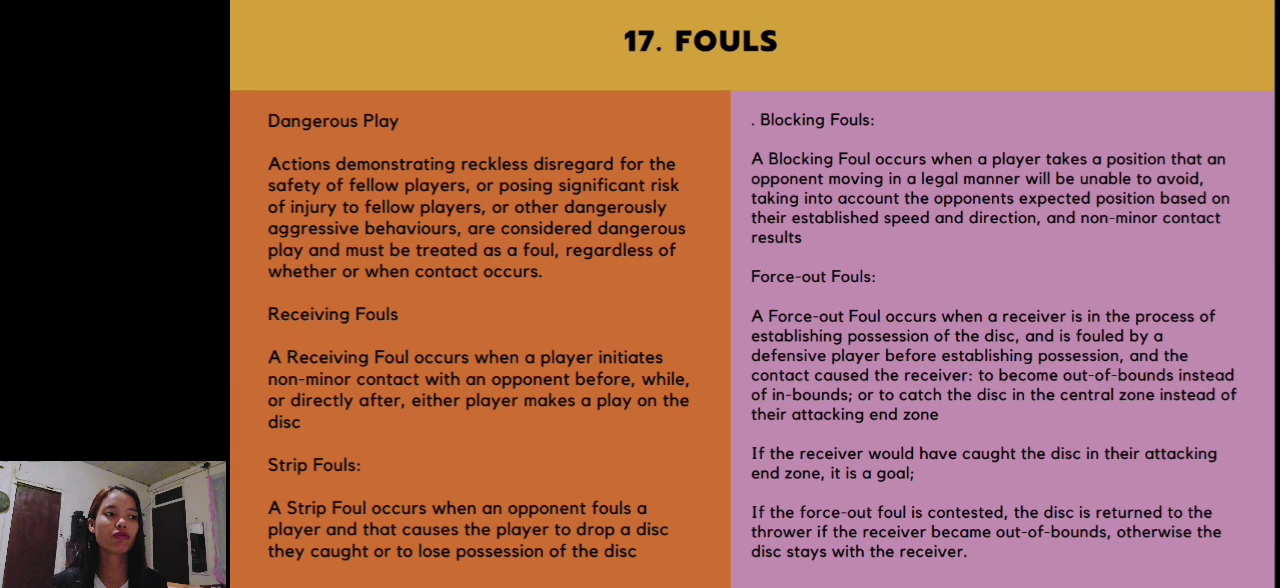 17. FOULS
Dangerous Play
Actions demonstrating reckless disregard for the
safety of fellow players, or posing significant risk
of injury to fellow players, or other dangerously
aggressive behaviours, are considered dangerous
play and must be treated as a foul, regardless of
whether or when contact occurs.
Receiving Fouls
A Receiving Foul occurs when a player initiates
non-minor contact with an opponent before, while,
or directly after, either player makes a play on the
disc
Strip Fouls:
A Strip Foul occurs when an opponent fouls a
player and that causes the player to drop a disc
they caught or to lose possession of the disc
. Blocking Fouls:
A Blocking Foul occurs when a player takes a position that an
opponent moving in a legal manner will be unable to avoid,
taking into account the opponents expected position based on
their established speed and direction, and non-minor contact
results
Force-out Fouls:
A Force-out Foul occurs when a receiver is in the process of
establishing possession of the disc, and is fouled by a
defensive player before establishing possession, and the
contact caused the receiver: to become out-of-bounds instead
of in-bounds; or to catch the disc in the central zone instead of
their attacking end zone
If the receiver would have caught the disc in their attacking
end zone, it is a goal;
If the force-out foul is contested, the disc is returned to the
thrower if the receiver became out-of-bounds, otherwise the
disc stays with the receiver.